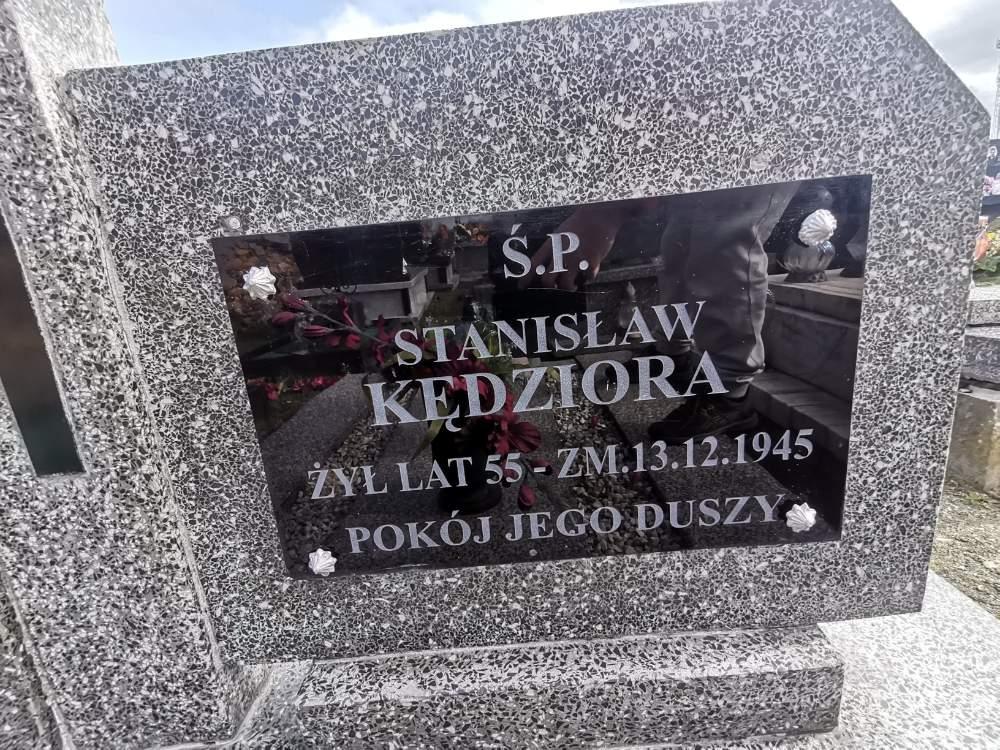 Ś.P.
STANISŁAW
KĘDZIORA
ŻYŁ LAT 55 - ZM.13.12.1945
POKÓJ JEGO DUSZY